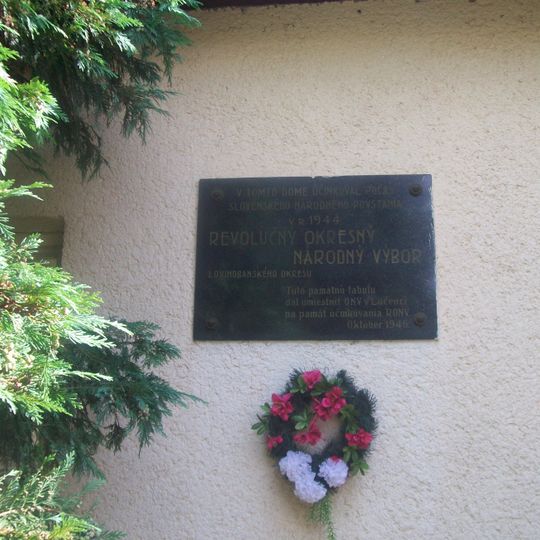 V TOMTO DOME ÚČINKOVAL POČAS
SLOVENSKÉHO NÁRODNÉHO POVSTANIA
V R. 1944
REVOLUČNÝ OKRESNÝ
NÁRODNÝ VÝBOR
LOVINOBANSKÉHO OKRESU
Túto pamätnú tabuľu
dal umiestniť ONV v Lučenci
na pamäť účinkovania RONV.
Október 1946.